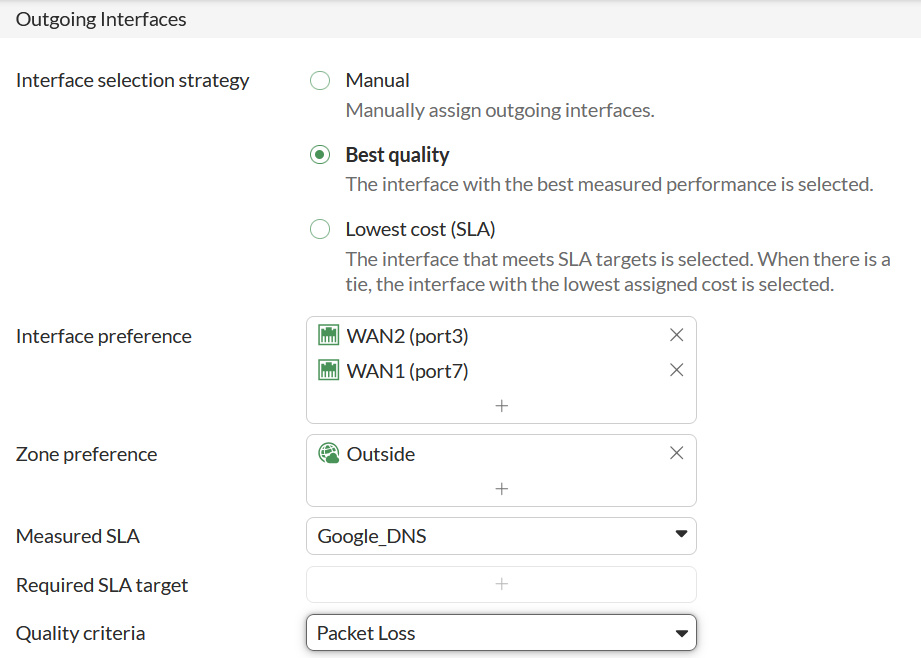 Outgoing Interfaces
Interface selection strategy
Manual
Manually assign outgoing interfaces.
Best quality
The interface with the best measured performance is selected.
Lowest cost (SLA)
The interface that meets SLA targets is selected. When there is a
tie, the interface with the lowest assigned cost is selected.
Interface preference
WAN2 (port3)
WAN1 (port7)
Zone preference
Outside
Measured SLA
Google_DNS
Required SLA target
Quality criteria
Packet Loss